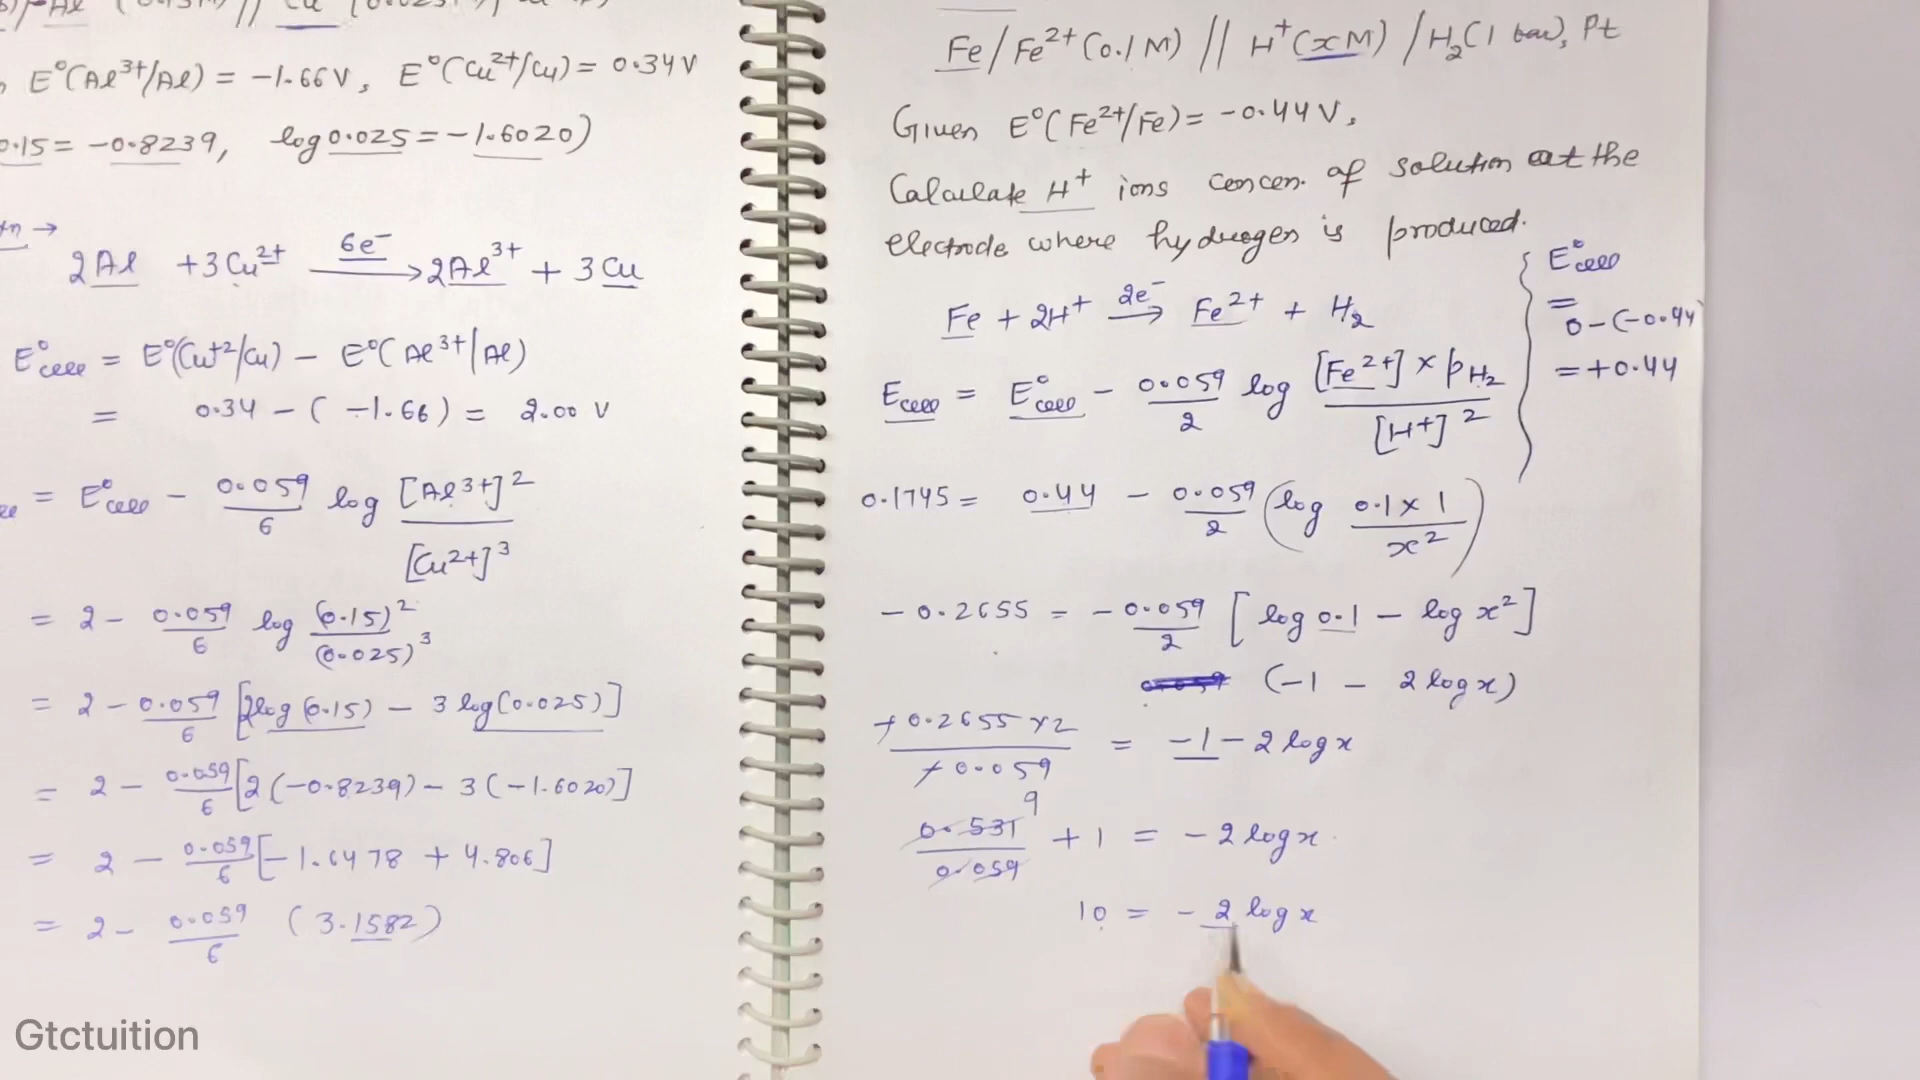 E°(Al³⁺/Al) = -1.66V, E°(Cu²⁺/Cu) = 0.34V
0.15 = -0.8239, log 0.025 = -1.6020)
2Al + 3Cu²⁺ 6e⁻→ 2Al³⁺ + 3Cu
E°cell = E°(Cu⁺²/Cu) - E°(Al³⁺/Al)
= 0.34 - (-1.66) = 2.00 V
= E°cell - 0.059/6 log [Al³⁺]²/[Cu²⁺]³
= 2 - 0.059/6 log (0.15)²/(0.025)³
= 2 - 0.059/6 [2log(0.15) - 3 log(0.025)]
= 2 - 0.059/6 [2(-0.8239) - 3(-1.6020)]
= 2 - 0.059/6 [-1.6478 + 4.806]
= 2 - 0.059/6 (3.1582)
Gtctuition
Fe/Fe²⁺(0.1M) // H⁺(xM) /H₂(1 bar), Pt
Given E°(Fe²⁺/Fe) = -0.44V,
Calculate H⁺ ions concen. of solution at the
electrode where hydrogen is produced.
Fe + 2H⁺ 2e⁻→ Fe²⁺ + H₂
E°cell
=
0-(-0.44
= +0.44
Ecell = E°cell - 0.059/2 log [Fe²⁺] × pH₂/[H⁺]²
0.1745 = 0.44 - 0.059/2 (log 0.1 × 1/x²)
-0.2655 = -0.059/2 [log 0.1 - log x²]
(-1 - 2 log x)
+0.2655 × 2/+0.059 = -1 - 2 log x
9
0.531/0.059 + 1 = -2 log x
10 = -2 log x